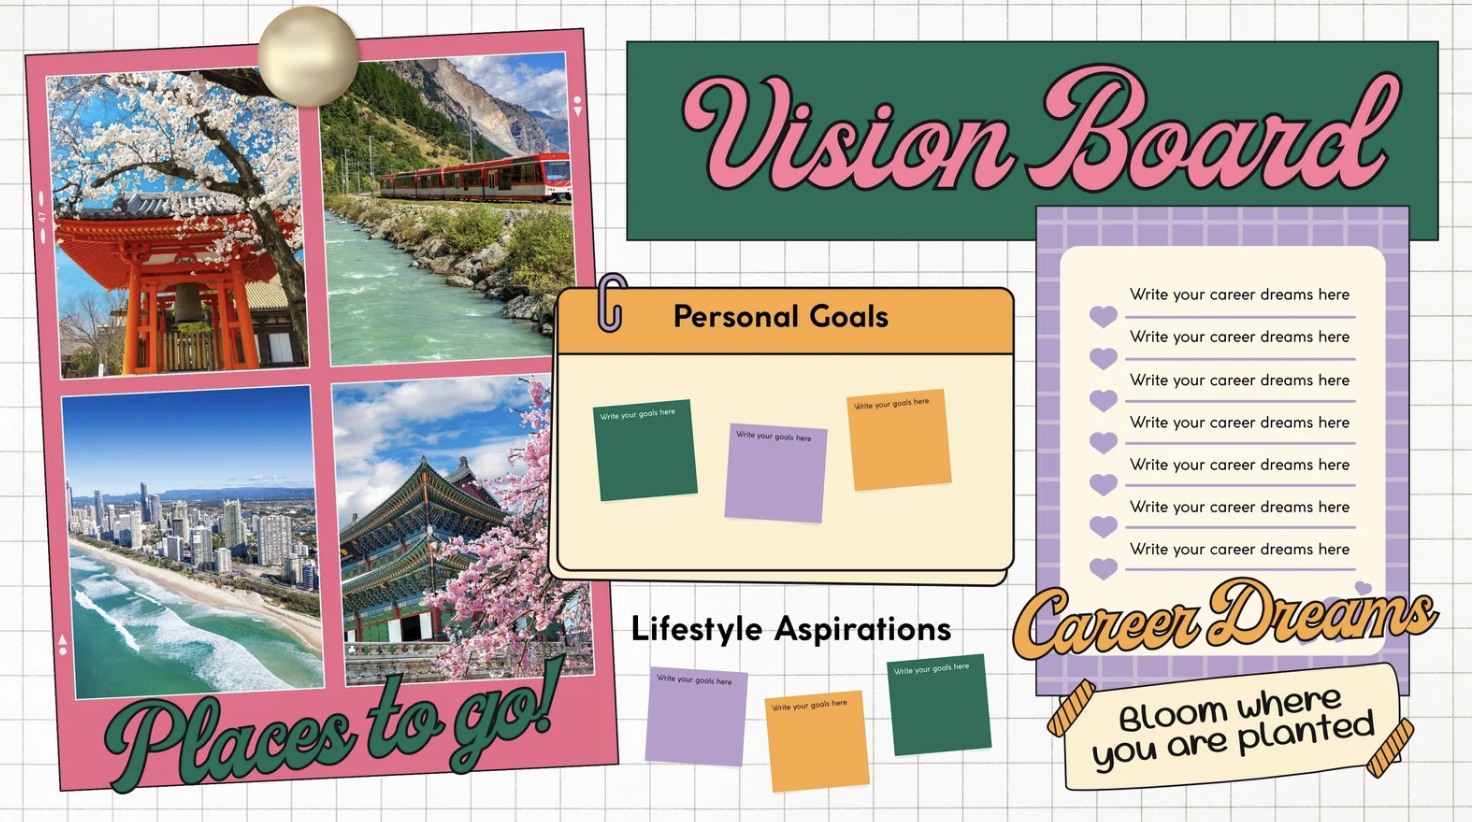 Vision Board
47
Places to go!
Personal Goals
Write your goals here
Write your goals here
Write your goals here
Lifestyle Aspirations
Write your goals here
Write your goals here
Write your goals here
Write your career dreams here
Write your career dreams here
Write your career dreams here
Write your career dreams here
Write your career dreams here
Write your career dreams here
Write your career dreams here
Career Dreams
Bloom where
you are planted